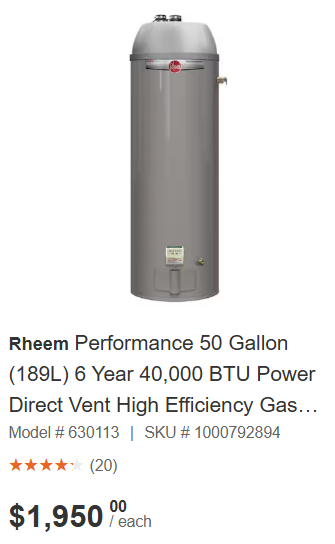 Rheem
Rheem Performance 50 Gallon
(189L) 6 Year 40,000 BTU Power
Direct Vent High Efficiency Gas…
Model # 630113 | SKU # 1000792894
(20)
$1,950 00 / each